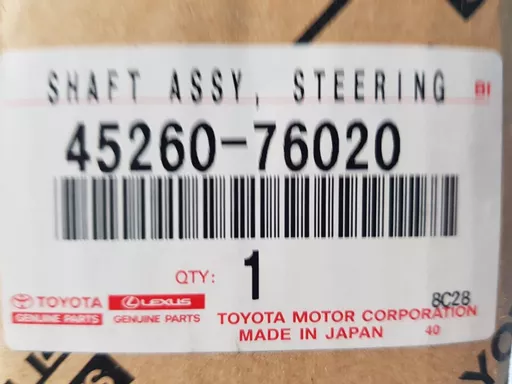 SHAFT ASSY, STEERING BI
45260-76020
QTY: 1
TOYOTA LEXUS 8C28
GENUINE PARTS GENUINE PARTS TOYOTA MOTOR CORPORATION
MADE IN JAPAN 40